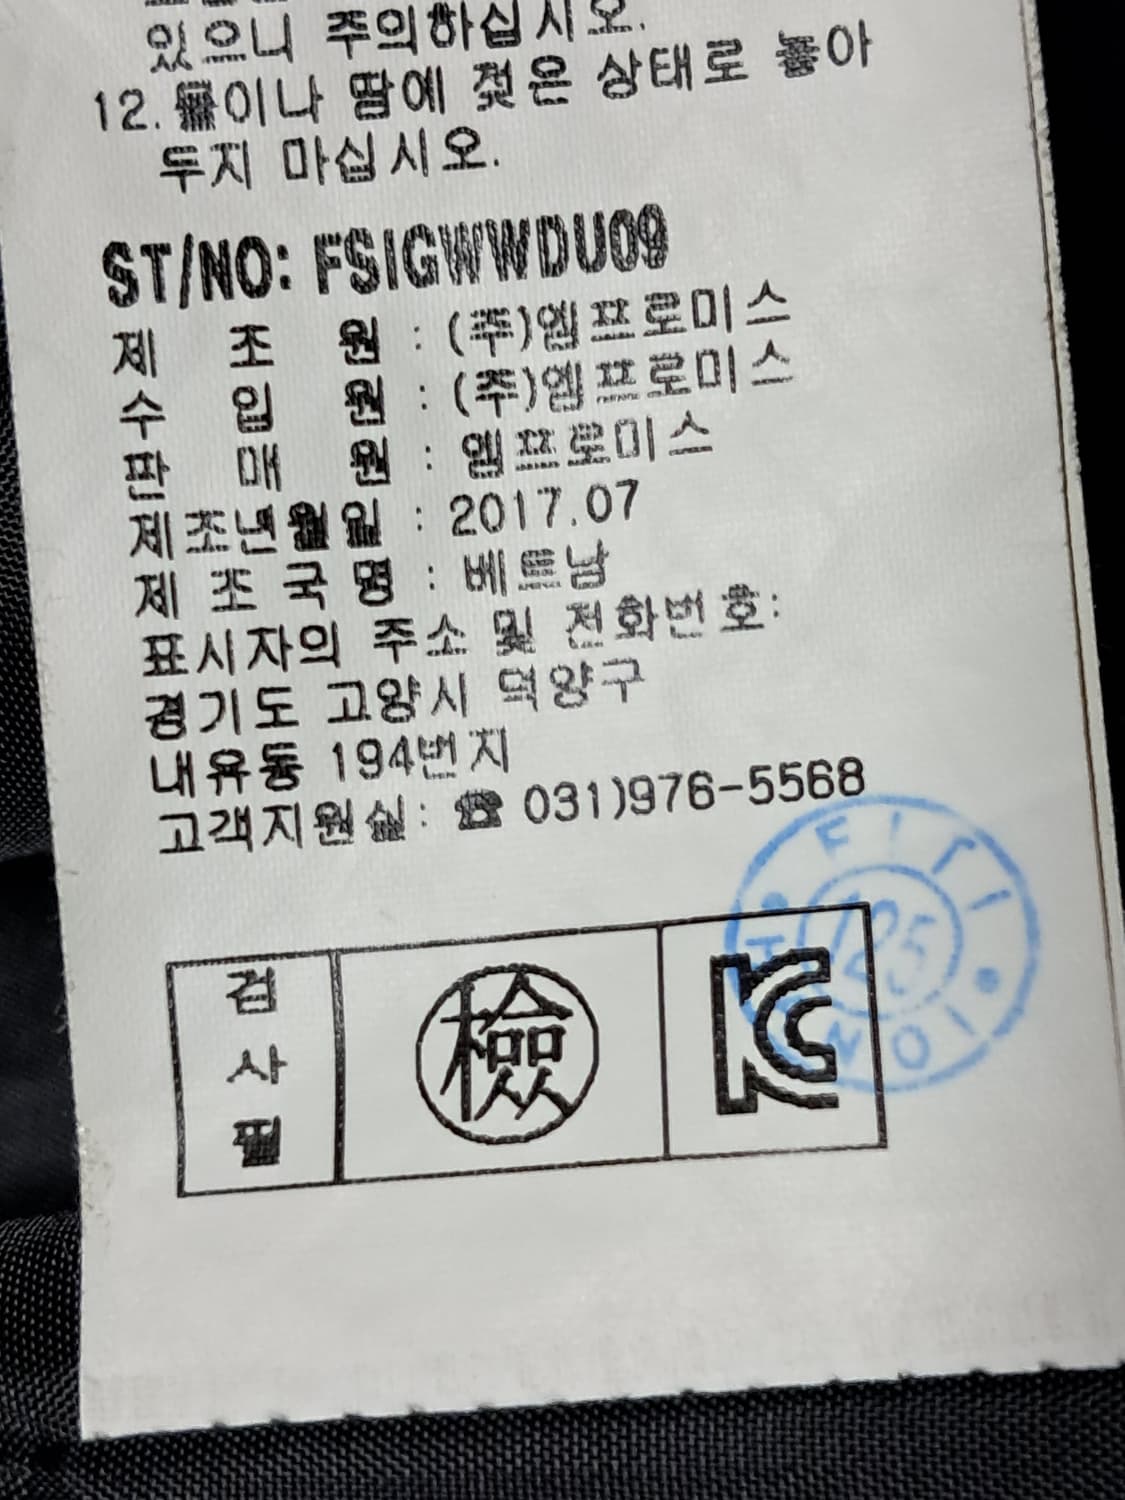 있으니 주의하십시오.
12. 물이나 땀에 젖은 상태로 놓아
두지 마십시오.
ST/NO: FSIGWWDU09
제 조 원 : (주)엠프로미스
수 입 원 : (주)엠프로미스
판 매 원 : 엠프로미스
제조년월일 : 2017.07
제 조 국 명 : 베트남
표시자의 주소 및 전화번호:
경기도 고양시 덕양구
내유동 194번지
고객지원실: ☎ 031)976-5568
FITI
125
HANOI
검사필
檢
KC